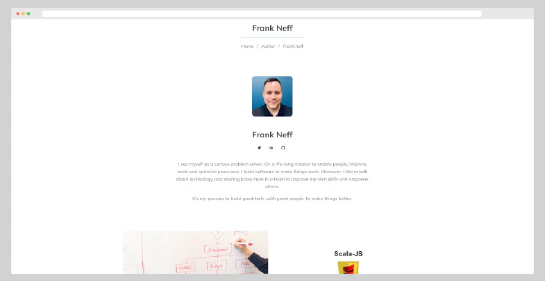 Frank Neff
Home / Author / Frank Neff
Frank Neff
I see myself as a curious problem solver. On a life-long mission to enable people, improve
tools and optimize processes, I build software to make things work. Moreover, I like to talk
about technology and sharing know-how in a team to improve my own skills and empower
others.
It's my passion to build great tech, with great people, to make things better.
Scala-JS